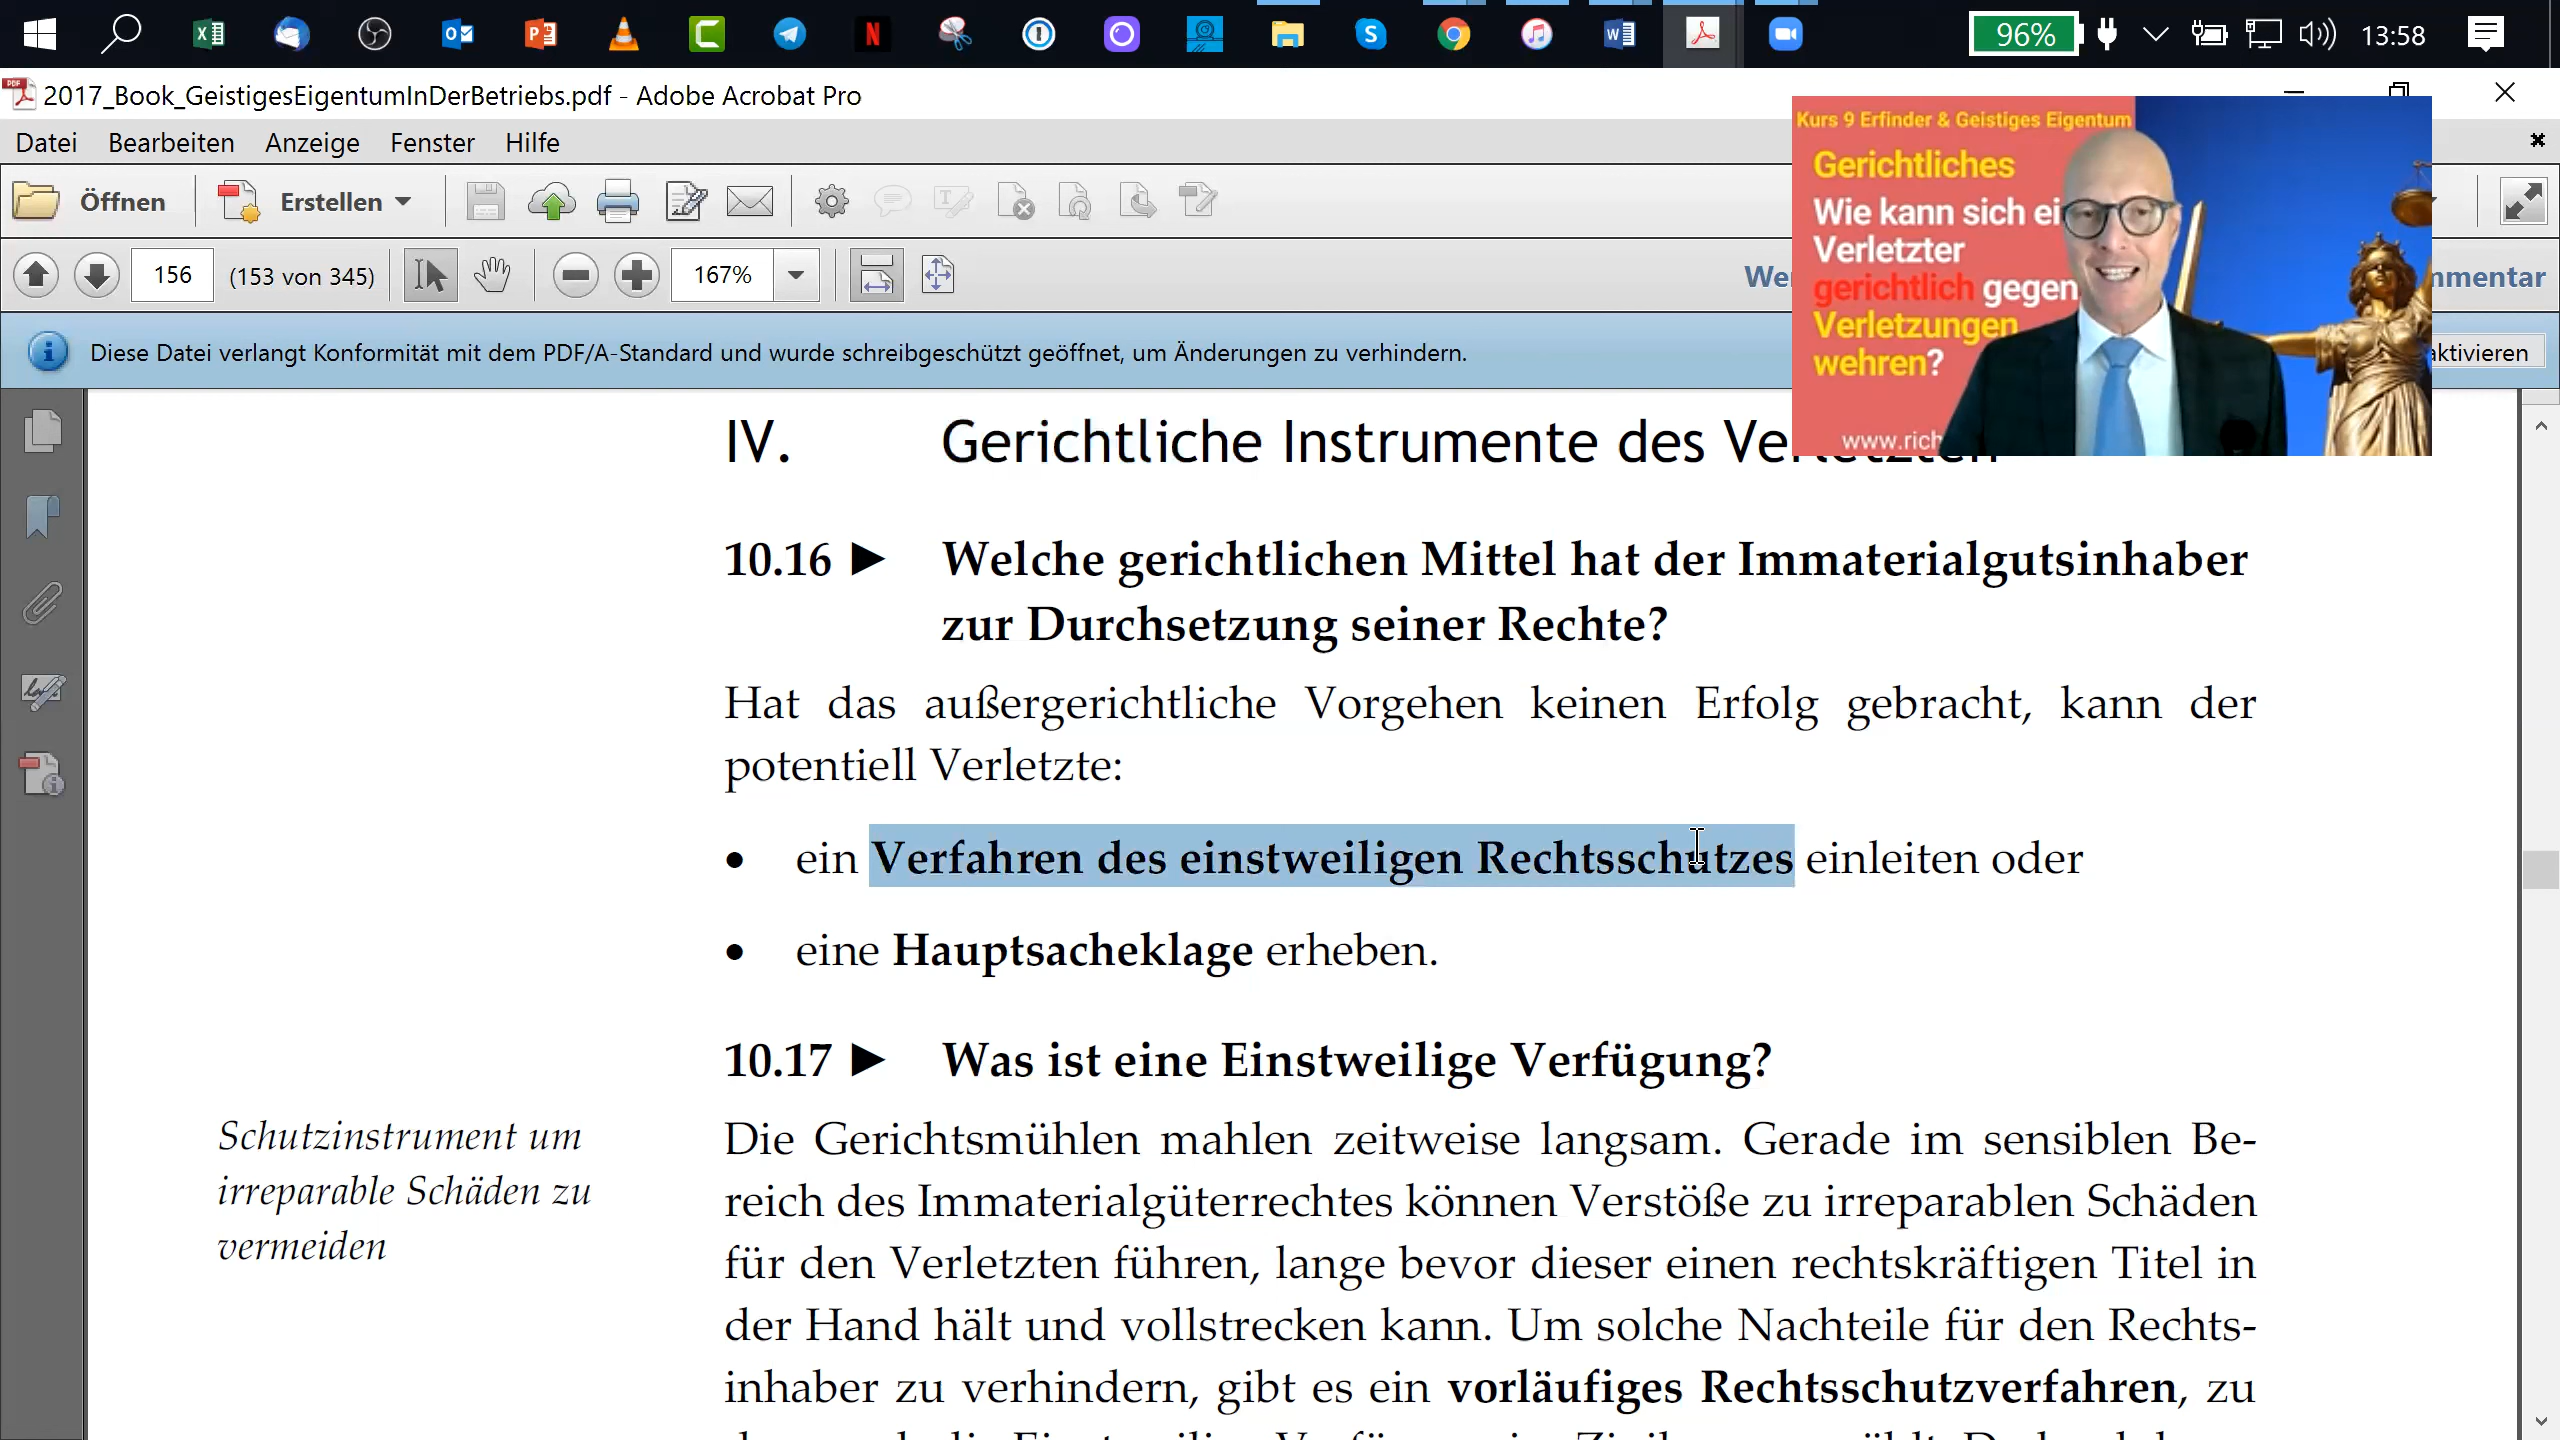 96%
13:58
2017_Book_GeistigesEigentumInDerBetriebs.pdf - Adobe Acrobat Pro
Datei Bearbeiten Anzeige Fenster Hilfe
Öffnen Erstellen
156 (153 von 345) 167%
Diese Datei verlangt Konformität mit dem PDF/A-Standard und wurde schreibgeschützt geöffnet, um Änderungen zu verhindern.
Kurs 9 Erfinder & Geistiges Eigentum
Gerichtliches
Wie kann sich ei
Verletzter
gerichtlich gegen
Verletzungen
wehren?
www.rich
IV. Gerichtliche Instrumente des Verletzten
10.16 ► Welche gerichtlichen Mittel hat der Immaterialgutsinhaber
zur Durchsetzung seiner Rechte?
Hat das außergerichtliche Vorgehen keinen Erfolg gebracht, kann der
potentiell Verletzte:
• ein Verfahren des einstweiligen Rechtsschutzes einleiten oder
• eine Hauptsacheklage erheben.
10.17 ► Was ist eine Einstweilige Verfügung?
Schutzinstrument um
irreparable Schäden zu
vermeiden
Die Gerichtsmühlen mahlen zeitweise langsam. Gerade im sensiblen Be-
reich des Immaterialgüterrechtes können Verstöße zu irreparablen Schäden
für den Verletzten führen, lange bevor dieser einen rechtskräftigen Titel in
der Hand hält und vollstrecken kann. Um solche Nachteile für den Rechts-
inhaber zu verhindern, gibt es ein vorläufiges Rechtsschutzverfahren, zu